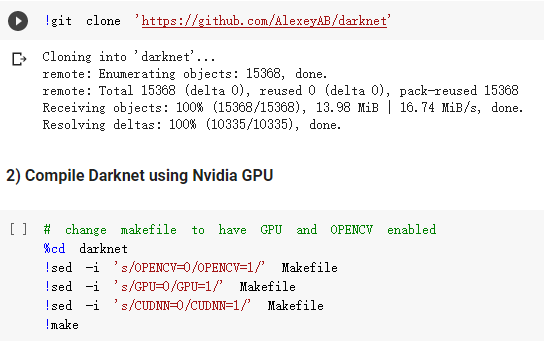 !git clone 'https://github.com/AlexeyAB/darknet'
Cloning into 'darknet'...
remote: Enumerating objects: 15368, done.
remote: Total 15368 (delta 0), reused 0 (delta 0), pack-reused 15368
Receiving objects: 100% (15368/15368), 13.98 MiB | 16.74 MiB/s, done.
Resolving deltas: 100% (10335/10335), done.
2) Compile Darknet using Nvidia GPU
[ ] # change makefile to have GPU and OPENCV enabled
%cd darknet
!sed -i 's/OPENCV=0/OPENCV=1/' Makefile
!sed -i 's/GPU=0/GPU=1/' Makefile
!sed -i 's/CUDNN=0/CUDNN=1/' Makefile
!make